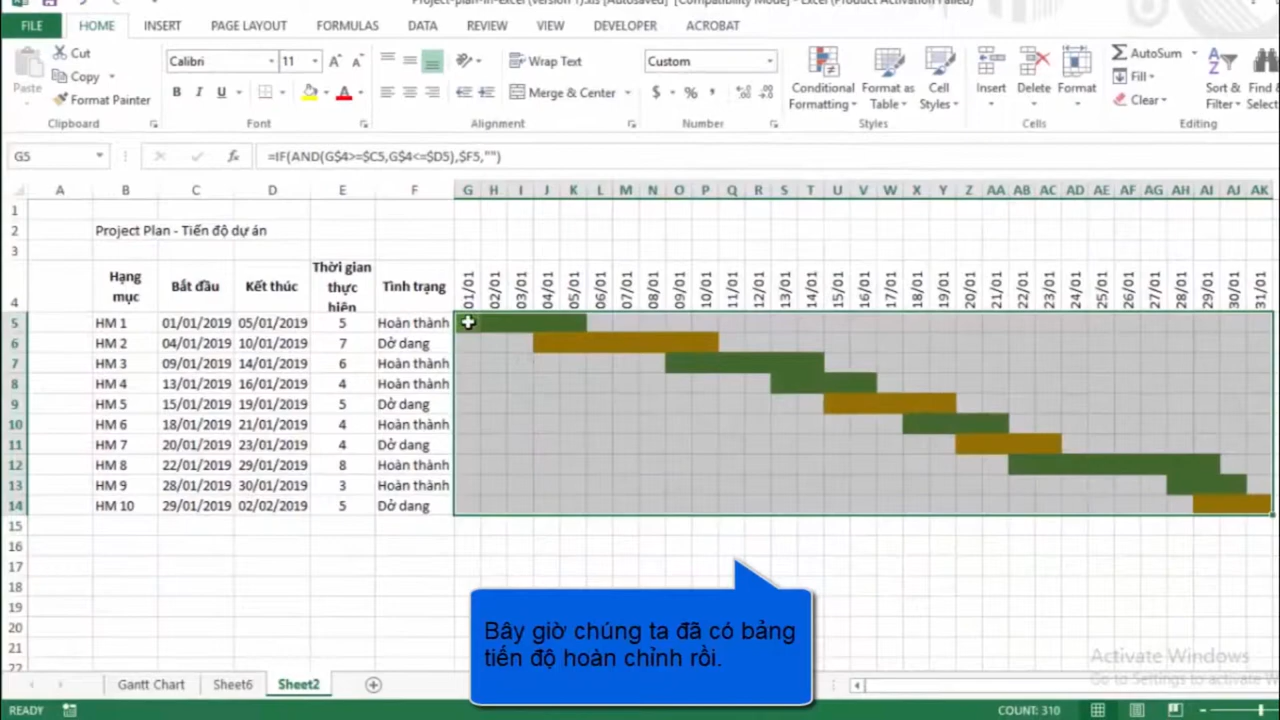 Project-plan-in-excel (version 1).xls [Autosaved] [Compatibility Mode] - Excel (Product Activation Failed)
FILE HOME INSERT PAGE LAYOUT FORMULAS DATA REVIEW VIEW DEVELOPER ACROBAT
Cut
Copy
Format Painter
Paste
Clipboard
Calibri 11
B I U
Font
Wrap Text
Merge & Center
Alignment
Custom
$ % ,
Number
Conditional Formatting
Format as Table
Cell Styles
Styles
Insert Delete Format
Cells
AutoSum
Fill
Clear
Sort & Filter
Find &
Editing
G5 fx =IF(AND(G$4>=$C5,G$4<=$D5),$F5,"")
A B C D E F G H I J K L M N O P Q R S T U V W X Y Z AA AB AC AD AE AF AG AH AI AJ AK
1
2 Project Plan - Tiến độ dự án
3
4 Hạng mục Bắt đầu Kết thúc Thời gian thực hiện Tình trạng 01/01 02/01 03/01 04/01 05/01 06/01 07/01 08/01 09/01 10/01 11/01 12/01 13/01 14/01 15/01 16/01 17/01 18/01 19/01 20/01 21/01 22/01 23/01 24/01 25/01 26/01 27/01 28/01 29/01 30/01 31/01
5 HM 1 01/01/2019 05/01/2019 5 Hoàn thành
6 HM 2 04/01/2019 10/01/2019 7 Dở dang
7 HM 3 09/01/2019 14/01/2019 6 Hoàn thành
8 HM 4 13/01/2019 16/01/2019 4 Hoàn thành
9 HM 5 15/01/2019 19/01/2019 5 Dở dang
10 HM 6 18/01/2019 21/01/2019 4 Hoàn thành
11 HM 7 20/01/2019 23/01/2019 4 Dở dang
12 HM 8 22/01/2019 29/01/2019 8 Hoàn thành
13 HM 9 28/01/2019 30/01/2019 3 Hoàn thành
14 HM 10 29/01/2019 02/02/2019 5 Dở dang
15
16
17
18
19
20
21
22
Bây giờ chúng ta đã có bảng
tiến độ hoàn chỉnh rồi.
Activate Windows
Go to Settings to activate
Gantt Chart Sheet6 Sheet2
READY COUNT: 310